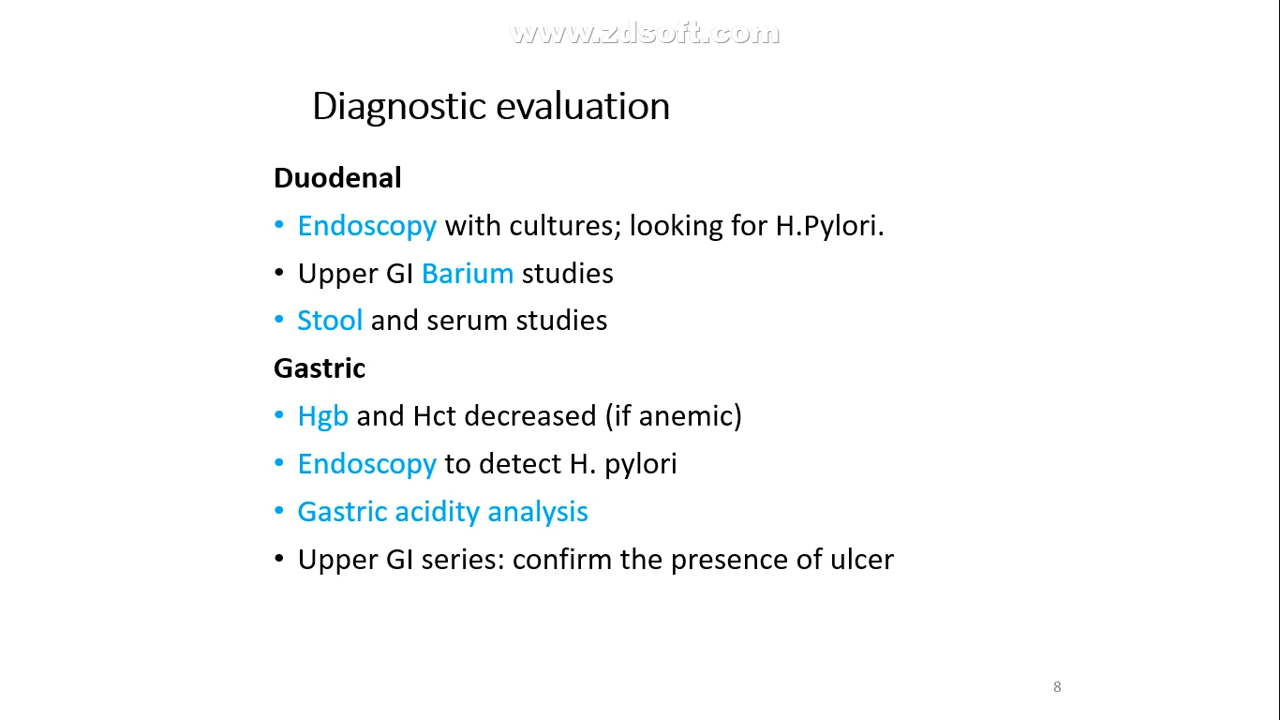 www.zdsoft.com
Diagnostic evaluation
Duodenal
• Endoscopy with cultures; looking for H.Pylori.
• Upper GI Barium studies
• Stool and serum studies
Gastric
• Hgb and Hct decreased (if anemic)
• Endoscopy to detect H. pylori
• Gastric acidity analysis
• Upper GI series: confirm the presence of ulcer
8